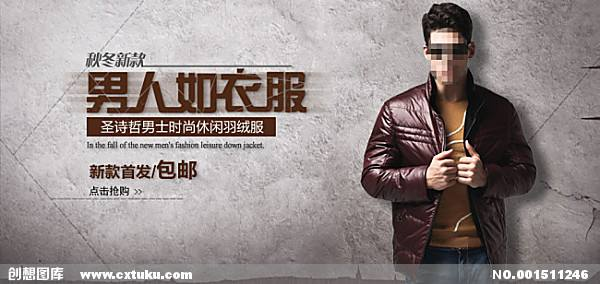 秋冬新款
男人如衣服
圣诗哲男士时尚休闲羽绒服
In the fall of the new men's fashion leisure down jacket.
新款首发/包邮
点击抢购 >>
创想图库 www.cxtuku.com NO.001511246